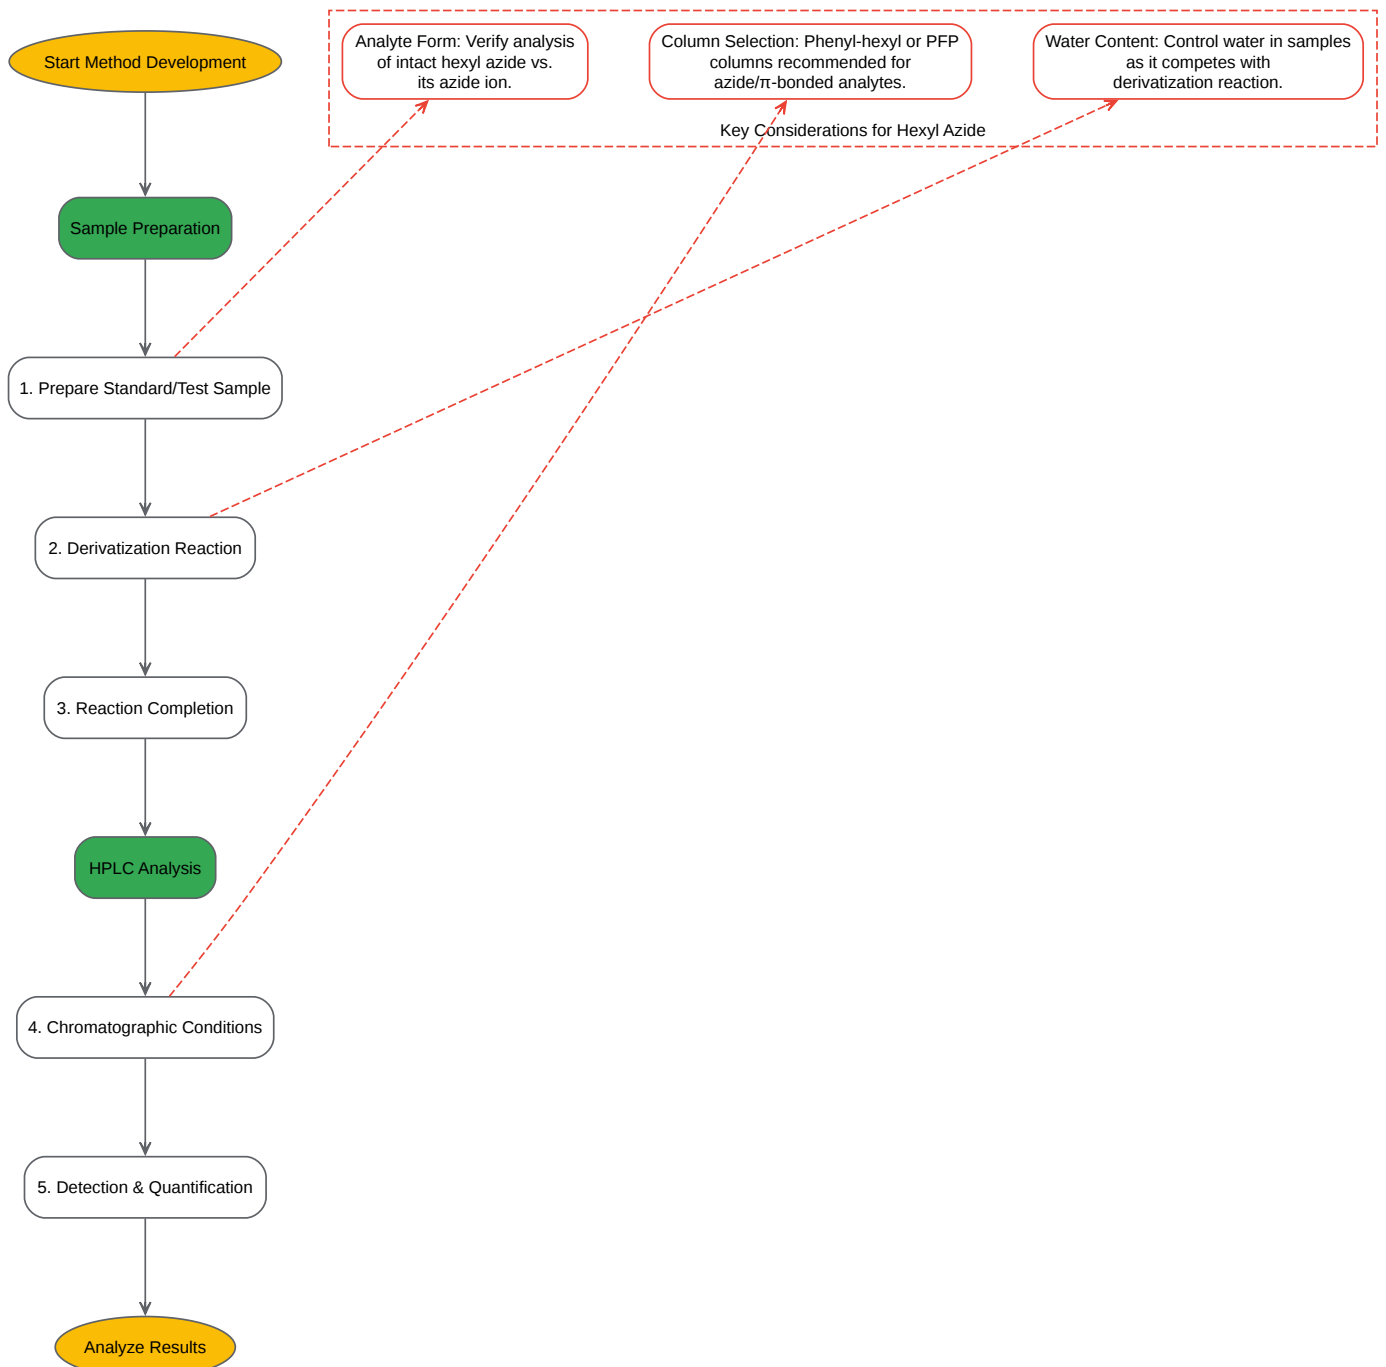 Start Method Development
Analyte Form: Verify analysis
of intact hexyl azide vs.
its azide ion.
Column Selection: Phenyl-hexyl or PFP
columns recommended for
azide/π-bonded analytes.
Water Content: Control water in samples
as it competes with
derivatization reaction.
Key Considerations for Hexyl Azide
Sample Preparation
1. Prepare Standard/Test Sample
2. Derivatization Reaction
3. Reaction Completion
HPLC Analysis
4. Chromatographic Conditions
5. Detection & Quantification
Analyze Results